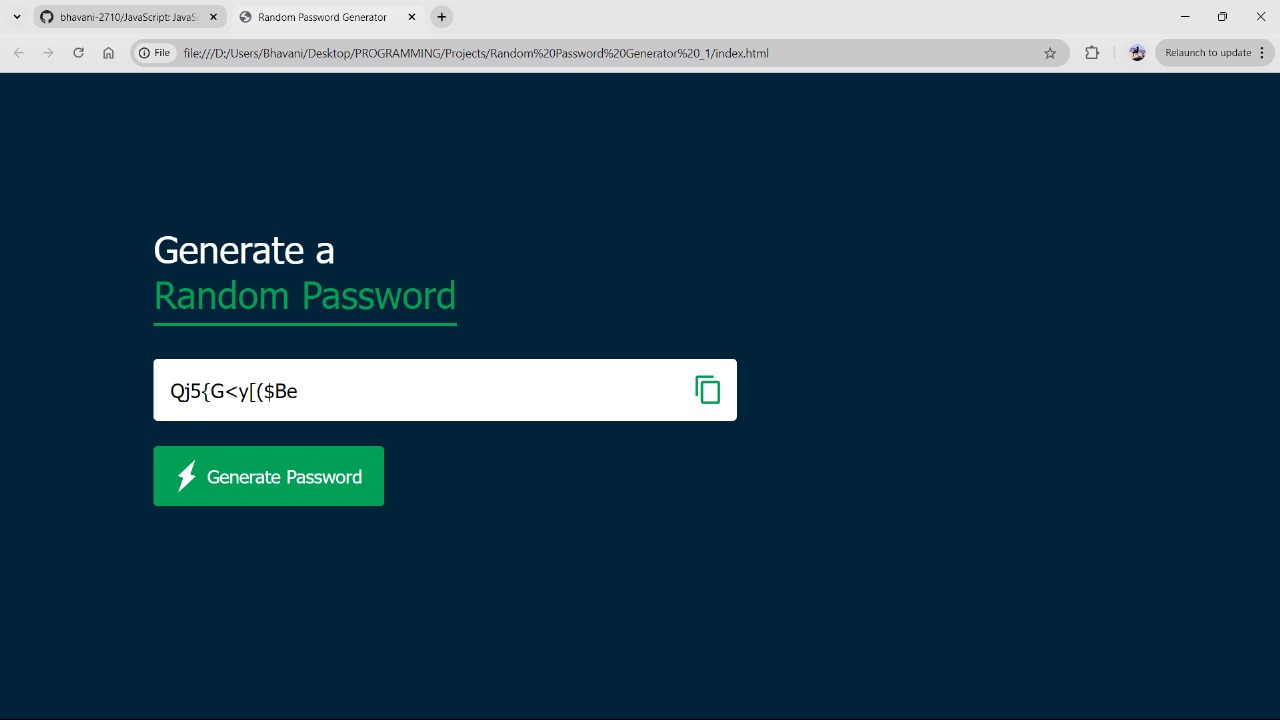 bhavani-2710/JavaScript: JavaS
Random Password Generator
File
file:///D:/Users/Bhavani/Desktop/PROGRAMMING/Projects/Random%20Password%20Generator%20_1/index.html
Relaunch to update
Generate a
Random Password
Qj5{G<y[($Be
Generate Password